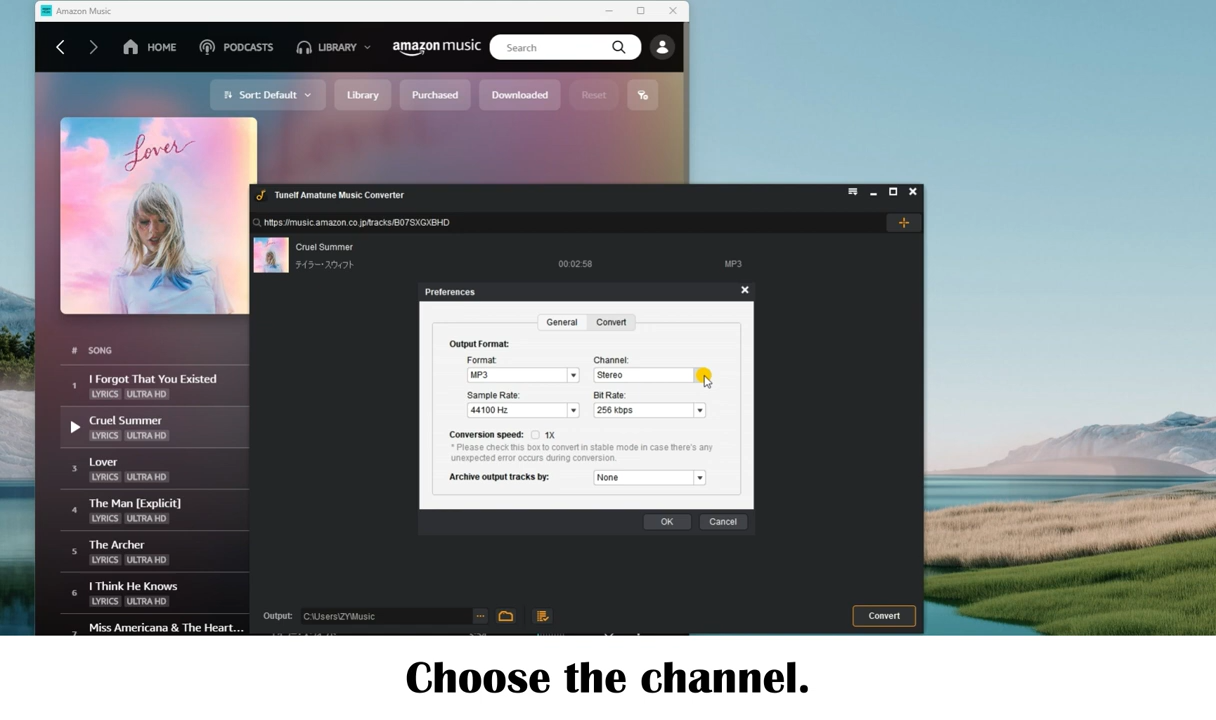 Amazon Music
HOME
PODCASTS
LIBRARY
amazon music
Search
Sort: Default
Library
Purchased
Downloaded
Reset
Lover
# SONG
1 I Forgot That You Existed
LYRICS ULTRA HD
Cruel Summer
LYRICS ULTRA HD
3 Lover
LYRICS ULTRA HD
4 The Man [Explicit]
LYRICS ULTRA HD
5 The Archer
LYRICS ULTRA HD
6 I Think He Knows
LYRICS ULTRA HD
7 Miss Americana & The Heart...
Tunelf Amatune Music Converter
https://music.amazon.co.jp/tracks/B07SXGXBHD
Cruel Summer
テイラー・スウィフト 00:02:58 MP3
Preferences
General Convert
Output Format:
Format: Channel:
MP3 Stereo
Sample Rate: Bit Rate:
44100 Hz 256 kbps
Conversion speed: 1X
* Please check this box to convert in stable mode in case there's any
unexpected error occurs during conversion.
Archive output tracks by: None
OK Cancel
Output: C:\Users\ZY\Music
Convert
Choose the channel.